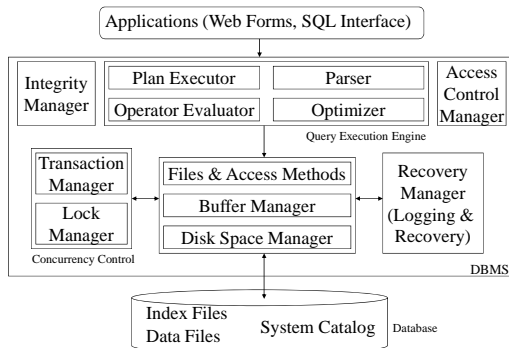 Applications (Web Forms, SQL Interface)
Integrity
Manager
Plan Executor
Parser
Operator Evaluator
Optimizer
Access
Control
Manager
Query Execution Engine
Transaction
Manager
Lock
Manager
Concurrency Control
Files & Access Methods
Buffer Manager
Disk Space Manager
Recovery
Manager
(Logging &
Recovery)
DBMS
Index Files
Data Files
System Catalog
Database